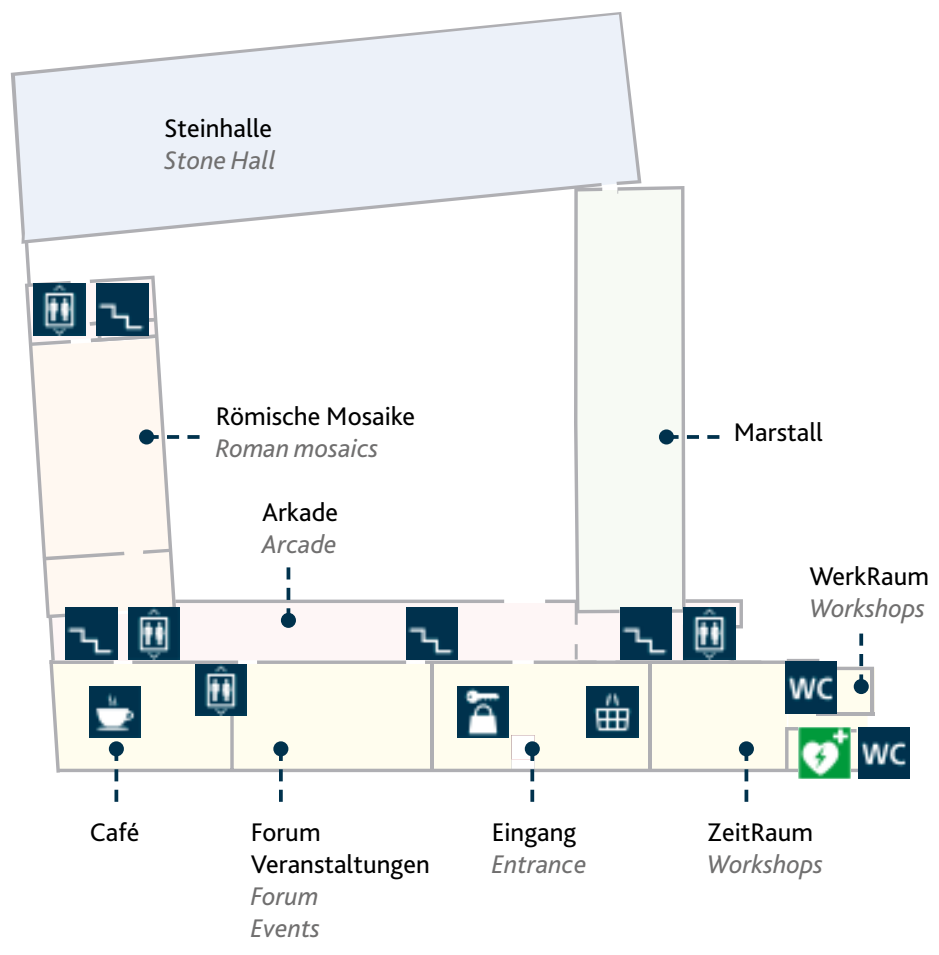 Steinhalle
Stone Hall
Römische Mosaike
Roman mosaics
Marstall
Arkade
Arcade
WerkRaum
Workshops
WC
WC
Café
Forum
Veranstaltungen
Forum
Events
Eingang
Entrance
ZeitRaum
Workshops